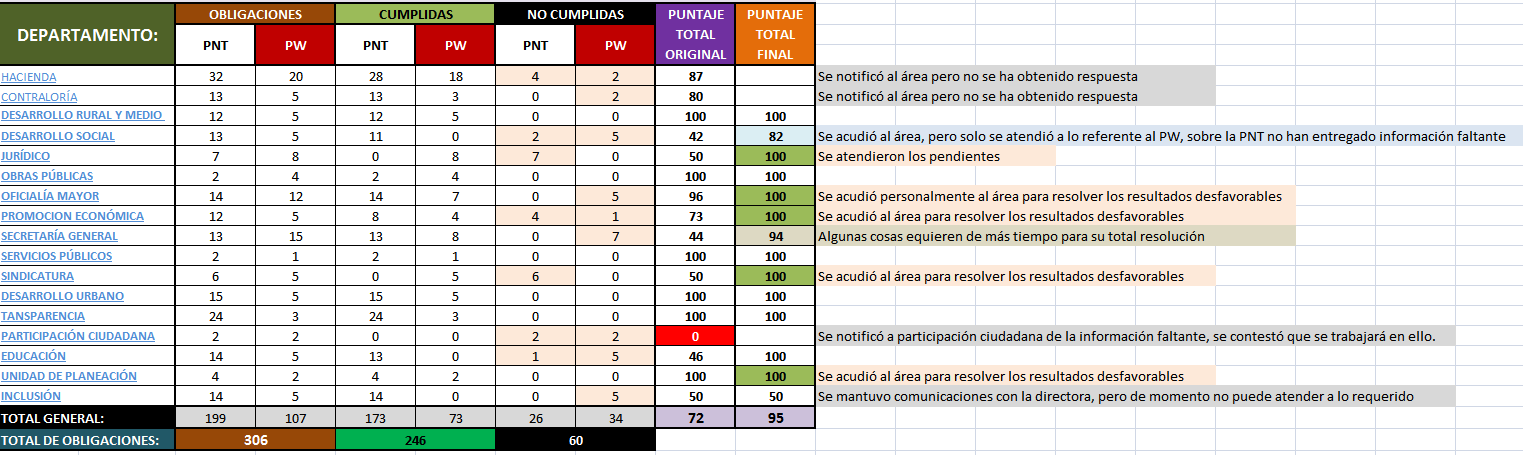 DEPARTAMENTO: OBLIGACIONES CUMPLIDAS NO CUMPLIDAS PUNTAJE TOTAL ORIGINAL PUNTAJE TOTAL FINAL
PNT PW PNT PW PNT PW
HACIENDA 32 20 28 18 4 2 87 Se notificó al área pero no se ha obtenido respuesta
CONTRALORÍA 13 5 13 3 0 2 80 Se notificó al área pero no se ha obtenido respuesta
DESARROLLO RURAL Y MEDIO 12 5 12 5 0 0 100 100
DESARROLLO SOCIAL 13 5 11 0 2 5 42 82 Se acudió al área, pero solo se atendió a lo referente al PW, sobre la PNT no han entregado información faltante
JURÍDICO 7 8 0 8 7 0 50 100 Se atendieron los pendientes
OBRAS PÚBLICAS 2 4 2 4 0 0 100 100
OFICIALÍA MAYOR 14 12 14 7 0 5 96 100 Se acudió personalmente al área para resolver los resultados desfavorables
PROMOCION ECONÓMICA 12 5 8 4 4 1 73 100 Se acudió al área para resolver los resultados desfavorables
SECRETARÍA GENERAL 13 15 13 8 0 7 44 94 Algunas cosas equieren de más tiempo para su total resolución
SERVICIOS PÚBLICOS 2 1 2 1 0 0 100 100
SINDICATURA 6 5 0 5 6 0 50 100 Se acudió al área para resolver los resultados desfavorables
DESARROLLO URBANO 15 5 15 5 0 0 100 100
TANSPARENCIA 24 3 24 3 0 0 100 100
PARTICIPACIÓN CIUDADANA 2 2 0 0 2 2 0 Se notificó a participación ciudadana de la información faltante, se contestó que se trabajará en ello.
EDUCACIÓN 14 5 13 0 1 5 46 100
UNIDAD DE PLANEACIÓN 4 2 4 2 0 0 100 100 Se acudió al área para resolver los resultados desfavorables
INCLUSIÓN 14 5 14 0 0 5 50 50 Se mantuvo comunicaciones con la directora, pero de momento no puede atender a lo requerido
TOTAL GENERAL: 199 107 173 73 26 34 72 95
TOTAL DE OBLIGACIONES: 306 246 60